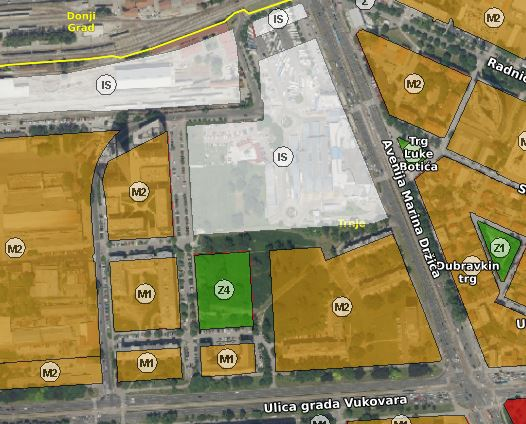 Donji
Grad
IS
Z
M2
IS
M2
Radni
IS
Trg
Luke
Botića
M2
Avenija Marina Držića
S
Trnje
M2
Z1
Dubravkin
trg
M1
Z4
M2
U
M1
M1
M2
Ulica grada Vukovara